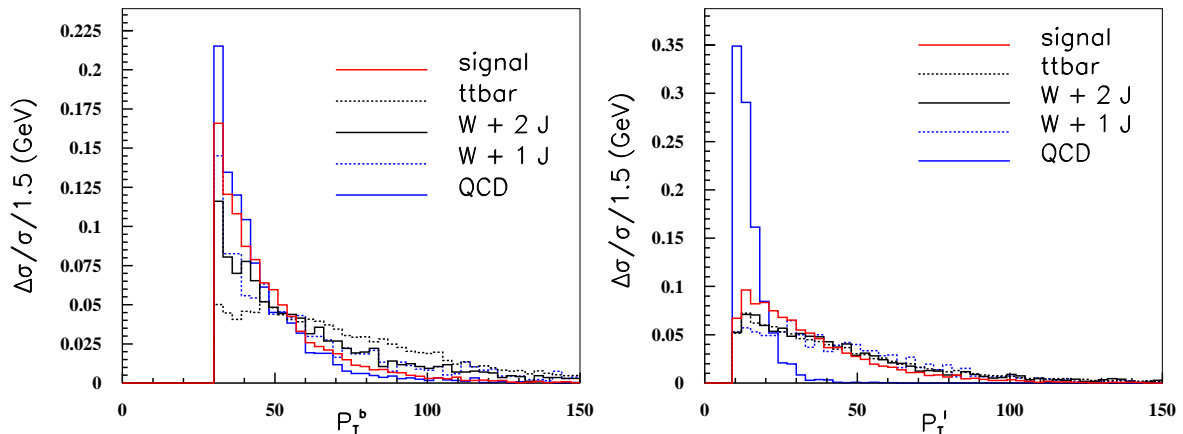 Δσ/σ/1.5 (GeV)
0.225
0.2
0.175
0.15
0.125
0.1
0.075
0.05
0.025
0
0
50
100
150
P_T^b
signal
ttbar
W + 2 J
W + 1 J
QCD
Δσ/σ/1.5 (GeV)
0.35
0.3
0.25
0.2
0.15
0.1
0.05
0
0
50
100
150
P_T^l
signal
ttbar
W + 2 J
W + 1 J
QCD